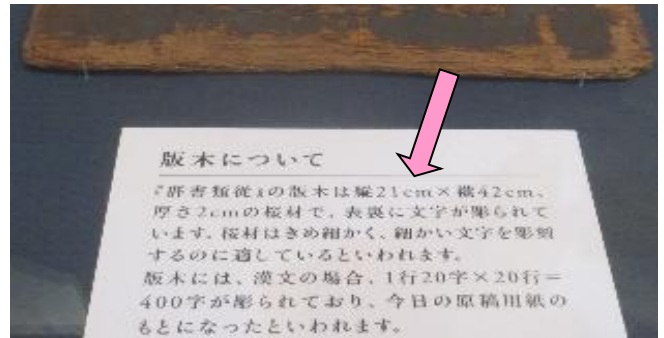 版木について
『群書類従』の版木は縦21cm×横42cm、
厚さ2cmの桜材で、表裏に文字が彫られて
います。桜材はきめ細かく、細かい文字を彫刻
するのに適しているといわれます。
版木には、漢文の場合、1行20字×20行＝
400字が彫られており、今日の原稿用紙の
もとになったといわれます。